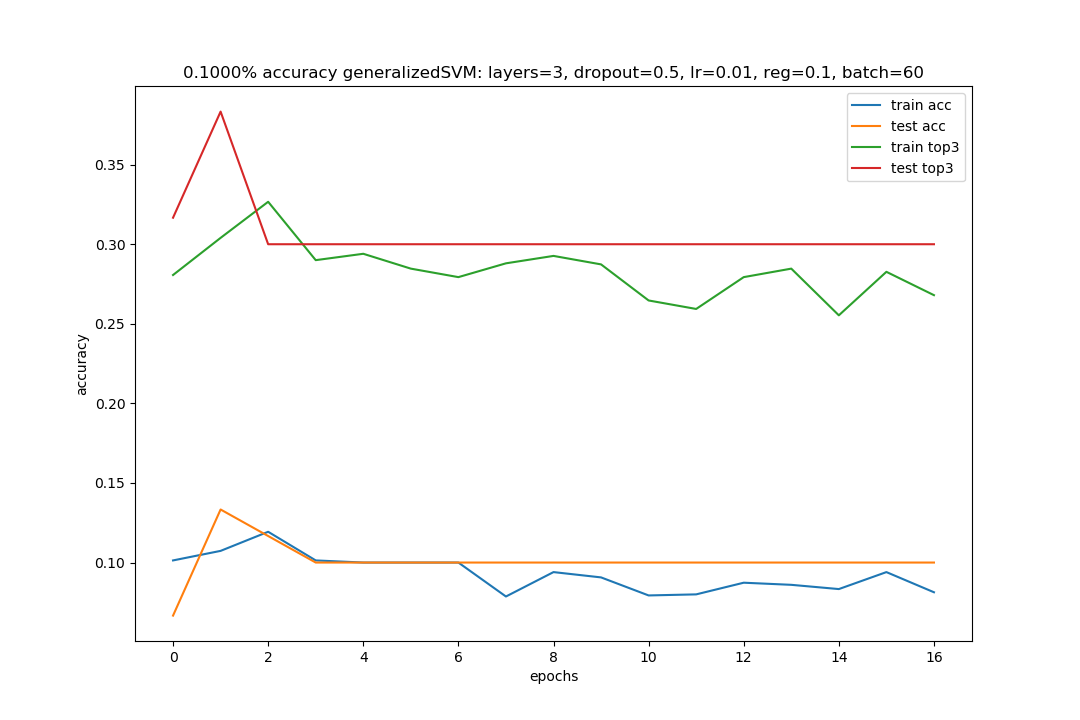 0.1000% accuracy generalizedSVM: layers=3, dropout=0.5, lr=0.01, reg=0.1, batch=60
train acc
test acc
train top3
test top3
0.35
0.30
0.25
0.20
0.15
0.10
accuracy
0 2 4 6 8 10 12 14 16
epochs